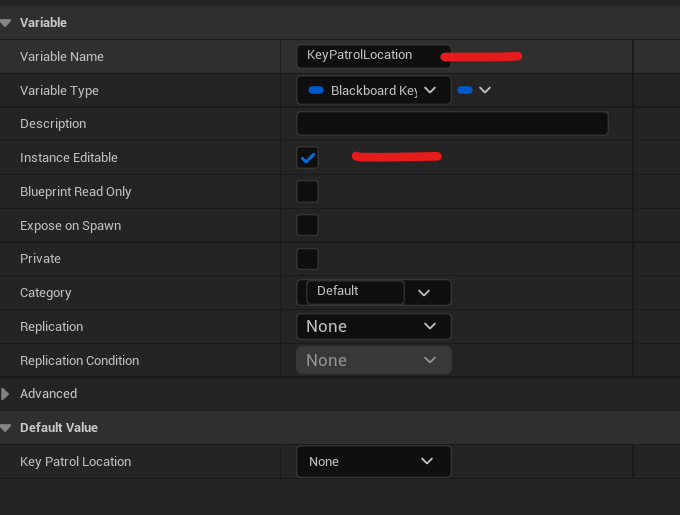 Variable
Variable Name KeyPatrolLocation
Variable Type Blackboard Key
Description
Instance Editable
Blueprint Read Only
Expose on Spawn
Private
Category Default
Replication None
Replication Condition None
Advanced
Default Value
Key Patrol Location None